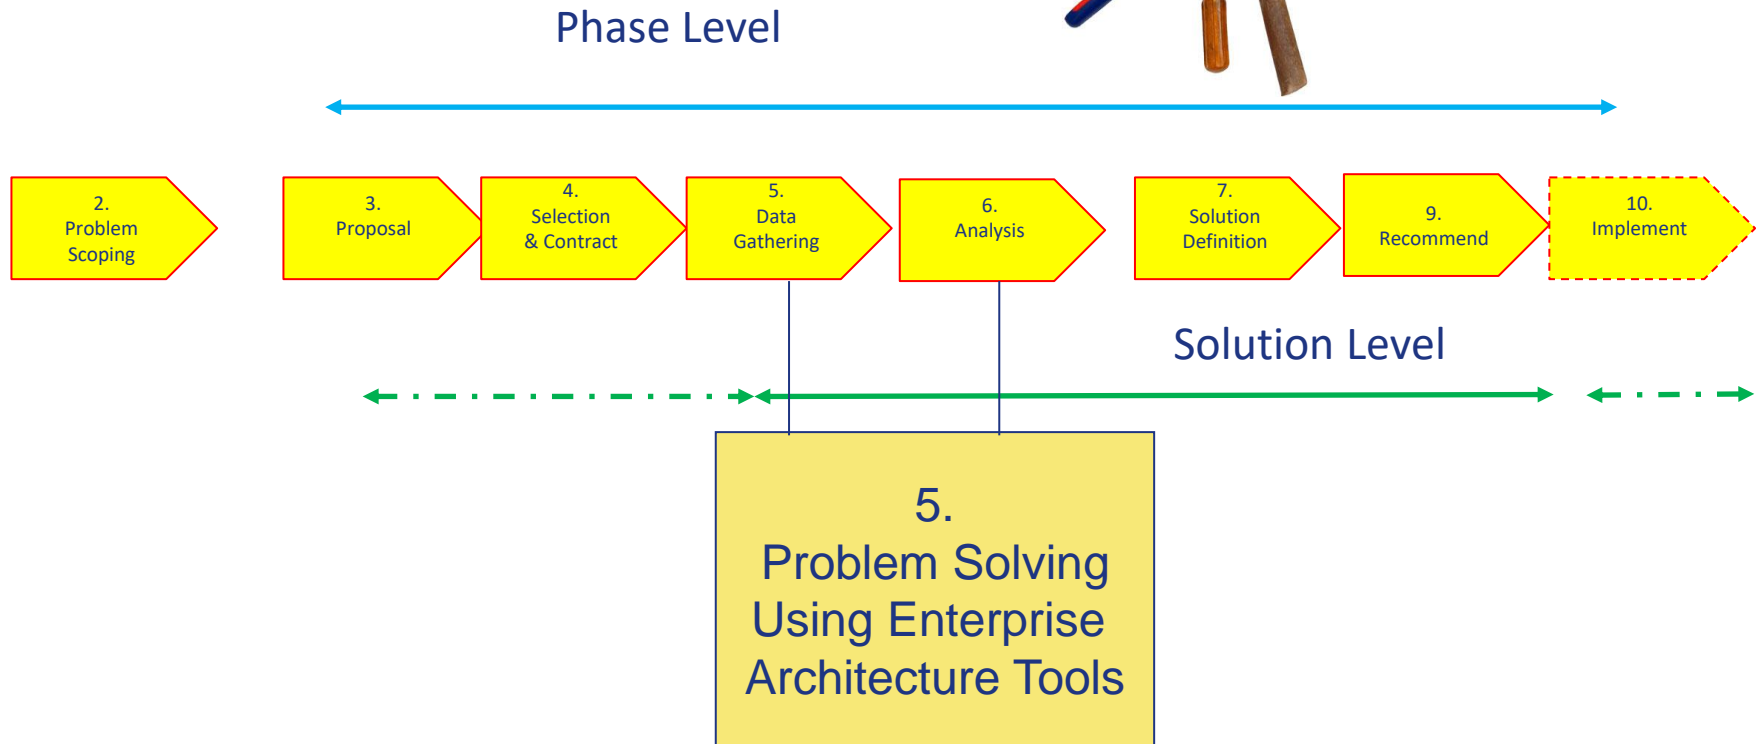 Phase Level
2.
Problem
Scoping
3.
Proposal
4.
Selection
& Contract
5.
Data
Gathering
6.
Analysis
7.
Solution
Definition
9.
Recommend
10.
Implement
Solution Level
5.
Problem Solving
Using Enterprise
Architecture Tools